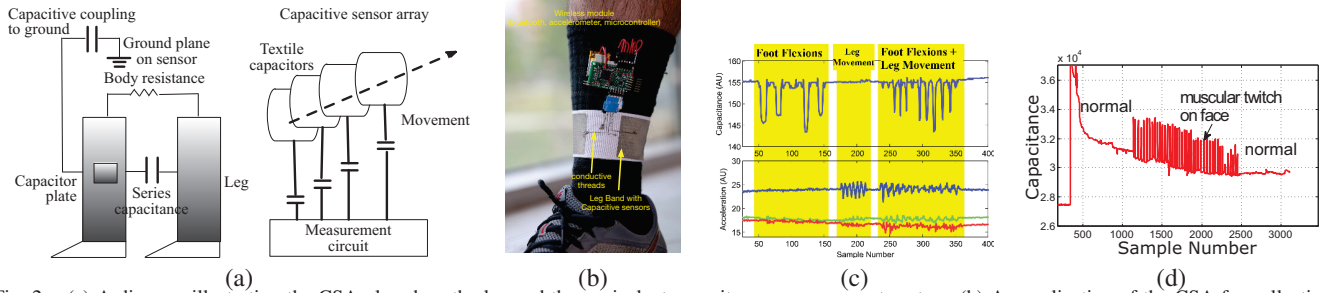 Capacitive coupling
to ground
Ground plane
on sensor
Body resistance
Capacitor
plate
Series
capacitance
Leg
Capacitive sensor array
Textile
capacitors
Movement
Measurement
circuit
(a)
Wireless module
accelerometer, microcontroller)
conductive
threads
Leg Band with
Capacitive sensors
(b)
Foot Flexions
Leg
Movement
Foot Flexions +
Leg Movement
Capacitance (AU)
160
155
150
145
140
50 100 150 200 250 300 350 400
Acceleration (AU)
30
25
20
15
50 100 150 200 250 300 350 400
Sample Number
(c)
x 10⁴
Capacitance
3.6
3.4
3.2
3
2.8
2.6
normal
muscular twitch
on face
normal
500 1000 1500 2000 2500 3000
Sample Number
(d)